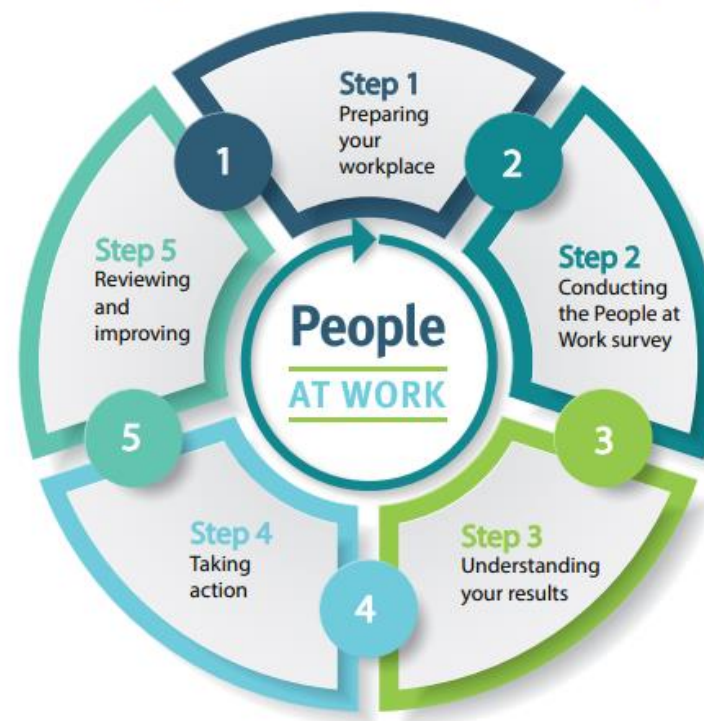 Step 1
Preparing
your
workplace
1
2
Step 2
Conducting
the People at
Work survey
3
Step 3
Understanding
your results
4
Step 4
Taking
action
5
Step 5
Reviewing
and
improving
People
AT WORK